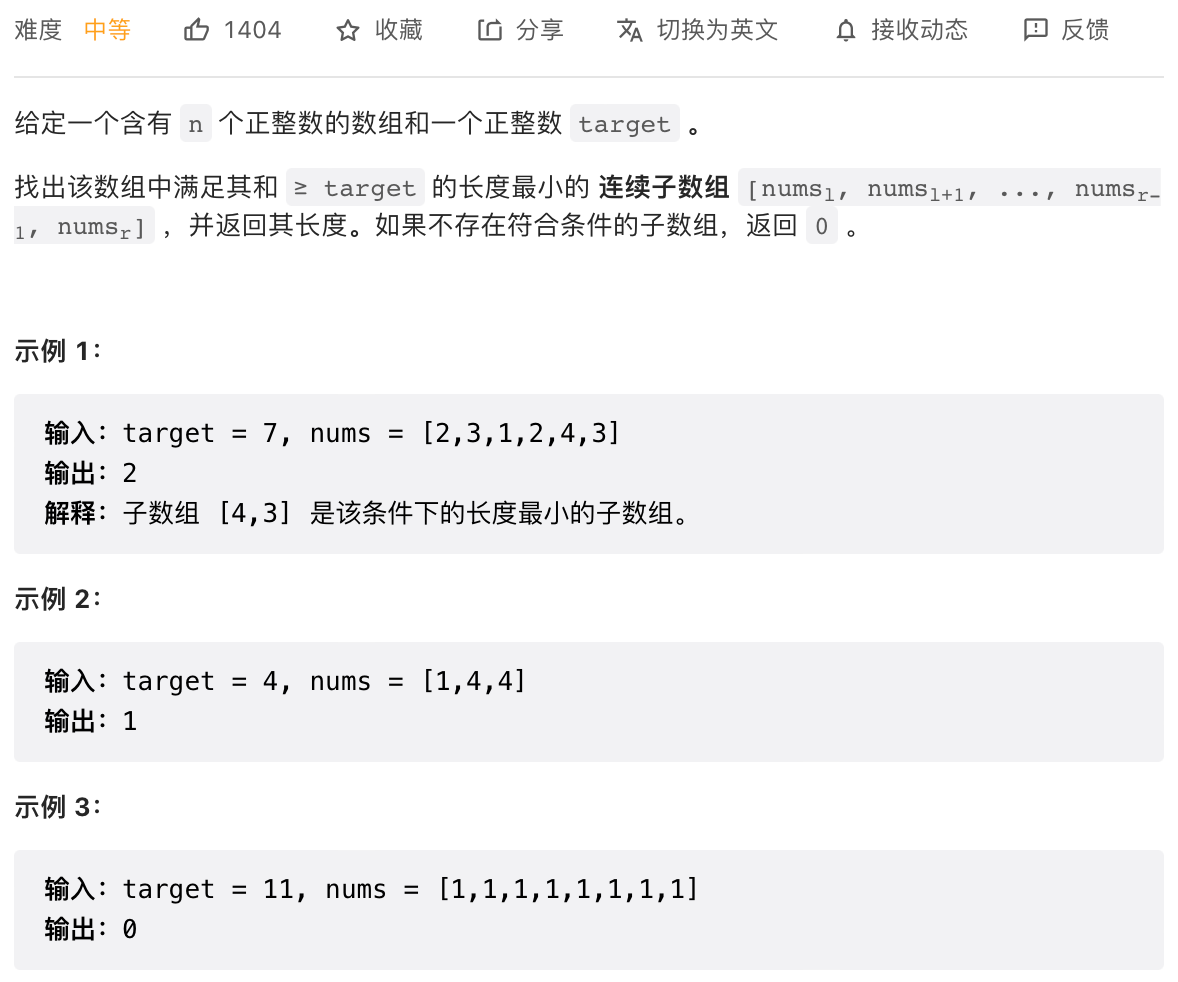 难度 中等 1404 收藏 分享 切换为英文 接收动态 反馈
给定一个含有 n 个正整数的数组和一个正整数 target 。
找出该数组中满足其和 ≥ target 的长度最小的 连续子数组 [numsl, numsl+1, ..., numsr-
1, numsr] ，并返回其长度。如果不存在符合条件的子数组，返回 0 。
示例 1：
输入：target = 7, nums = [2,3,1,2,4,3]
输出：2
解释：子数组 [4,3] 是该条件下的长度最小的子数组。
示例 2：
输入：target = 4, nums = [1,4,4]
输出：1
示例 3：
输入：target = 11, nums = [1,1,1,1,1,1,1,1]
输出：0